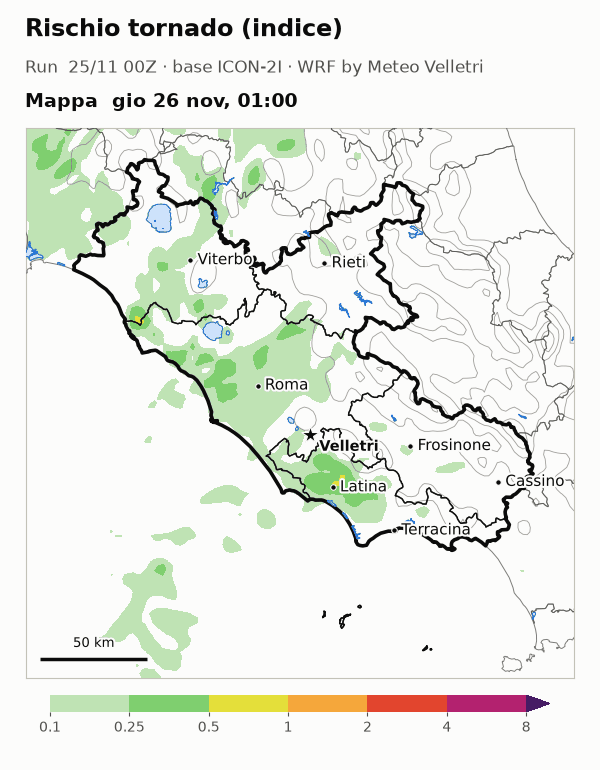 Rischio tornado (indice)
Run  25/11 00Z · base ICON-2I · WRF by Meteo Velletri
Mappa  gio 26 nov, 01:00
Viterbo
Rieti
Roma
Velletri
Frosinone
Latina
Cassino
Terracina
50 km
0.1 0.25 0.5 1 2 4 8